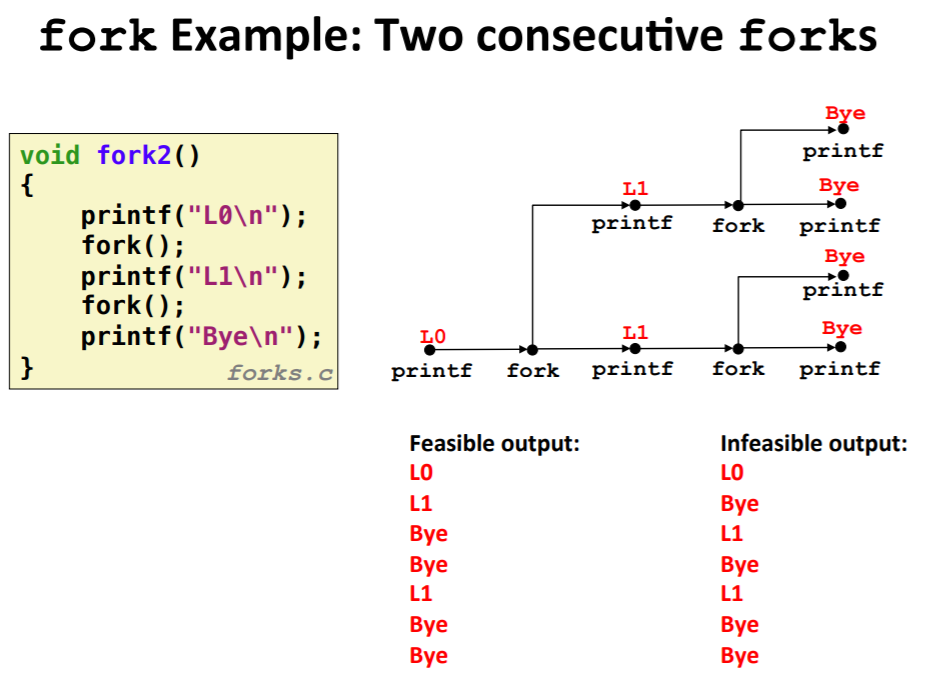 fork Example: Two consecutive forks
void fork2()
{
    printf("L0\n");
    fork();
    printf("L1\n");
    fork();
    printf("Bye\n");
}
forks.c
Bye
printf
L1
Bye
printf
fork
printf
Bye
printf
L0
L1
Bye
printf
fork
printf
fork
printf
Feasible output:
L0
L1
Bye
Bye
L1
Bye
Bye
Infeasible output:
L0
Bye
L1
Bye
L1
Bye
Bye